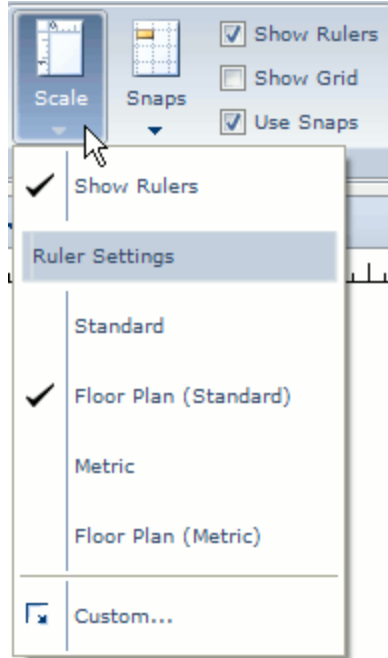 Scale
Snaps
Show Rulers
Show Grid
Use Snaps
Show Rulers
Ruler Settings
Standard
Floor Plan (Standard)
Metric
Floor Plan (Metric)
Custom...